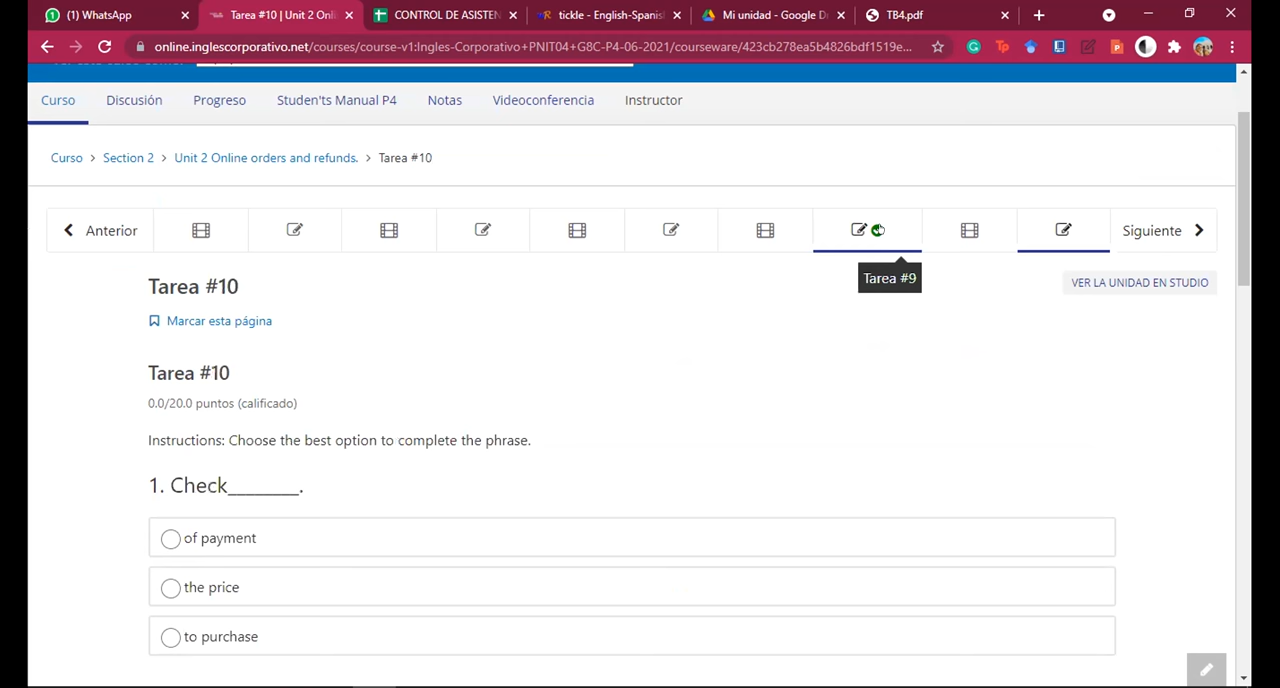 (1) WhatsApp
Tarea #10 | Unit 2 Onli
CONTROL DE ASISTEN
tickle - English-Spanis
Mi unidad - Google Dr
TB4.pdf
online.inglescorporativo.net/courses/course-v1:Ingles-Corporativo+PNIT04+G8C-P4-06-2021/courseware/423cb278ea5b4826bdf1519e...
Curso Discusión Progreso Studen'ts Manual P4 Notas Videoconferencia Instructor
Curso > Section 2 > Unit 2 Online orders and refunds. > Tarea #10
Anterior
Siguiente
Tarea #9
Tarea #10
VER LA UNIDAD EN STUDIO
Marcar esta página
Tarea #10
0.0/20.0 puntos (calificado)
Instructions: Choose the best option to complete the phrase.
1. Check________.
of payment
the price
to purchase